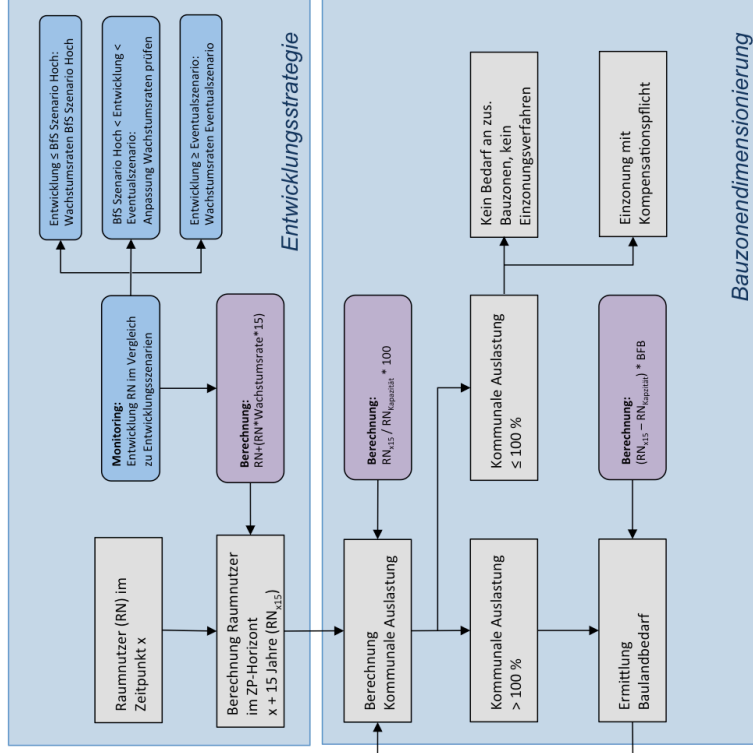 Raumnutzer (RN) im
Zeitpunkt x
Monitoring:
Entwicklung RN im Vergleich
zu Entwicklungsszenarien
Entwicklung ≤ BfS Szenario Hoch:
Wachstumsraten BfS Szenario Hoch
BfS Szenario Hoch < Entwicklung <
Eventualszenario:
Anpassung Wachstumsraten prüfen
Entwicklung ≥ Eventualszenario:
Wachstumsraten Eventualszenario
Berechnung Raumnutzer
im ZP-Horizont
x + 15 Jahre (RNx15)
Berechnung:
RN+(RN*Wachstumsrate*15)
Entwicklungsstrategie
Berechnung
Kommunale Auslastung
Berechnung:
RNx15 / RNKapazität * 100
Kommunale Auslastung
> 100 %
Kommunale Auslastung
≤ 100 %
Kein Bedarf an zus.
Bauzonen, kein
Einzonungsverfahren
Ermittlung
Baulandbedarf
Berechnung:
(RNx15 – RNKapzität) * BFB
Einzonung mit
Kompensationspflicht
Bauzonendimensionierung